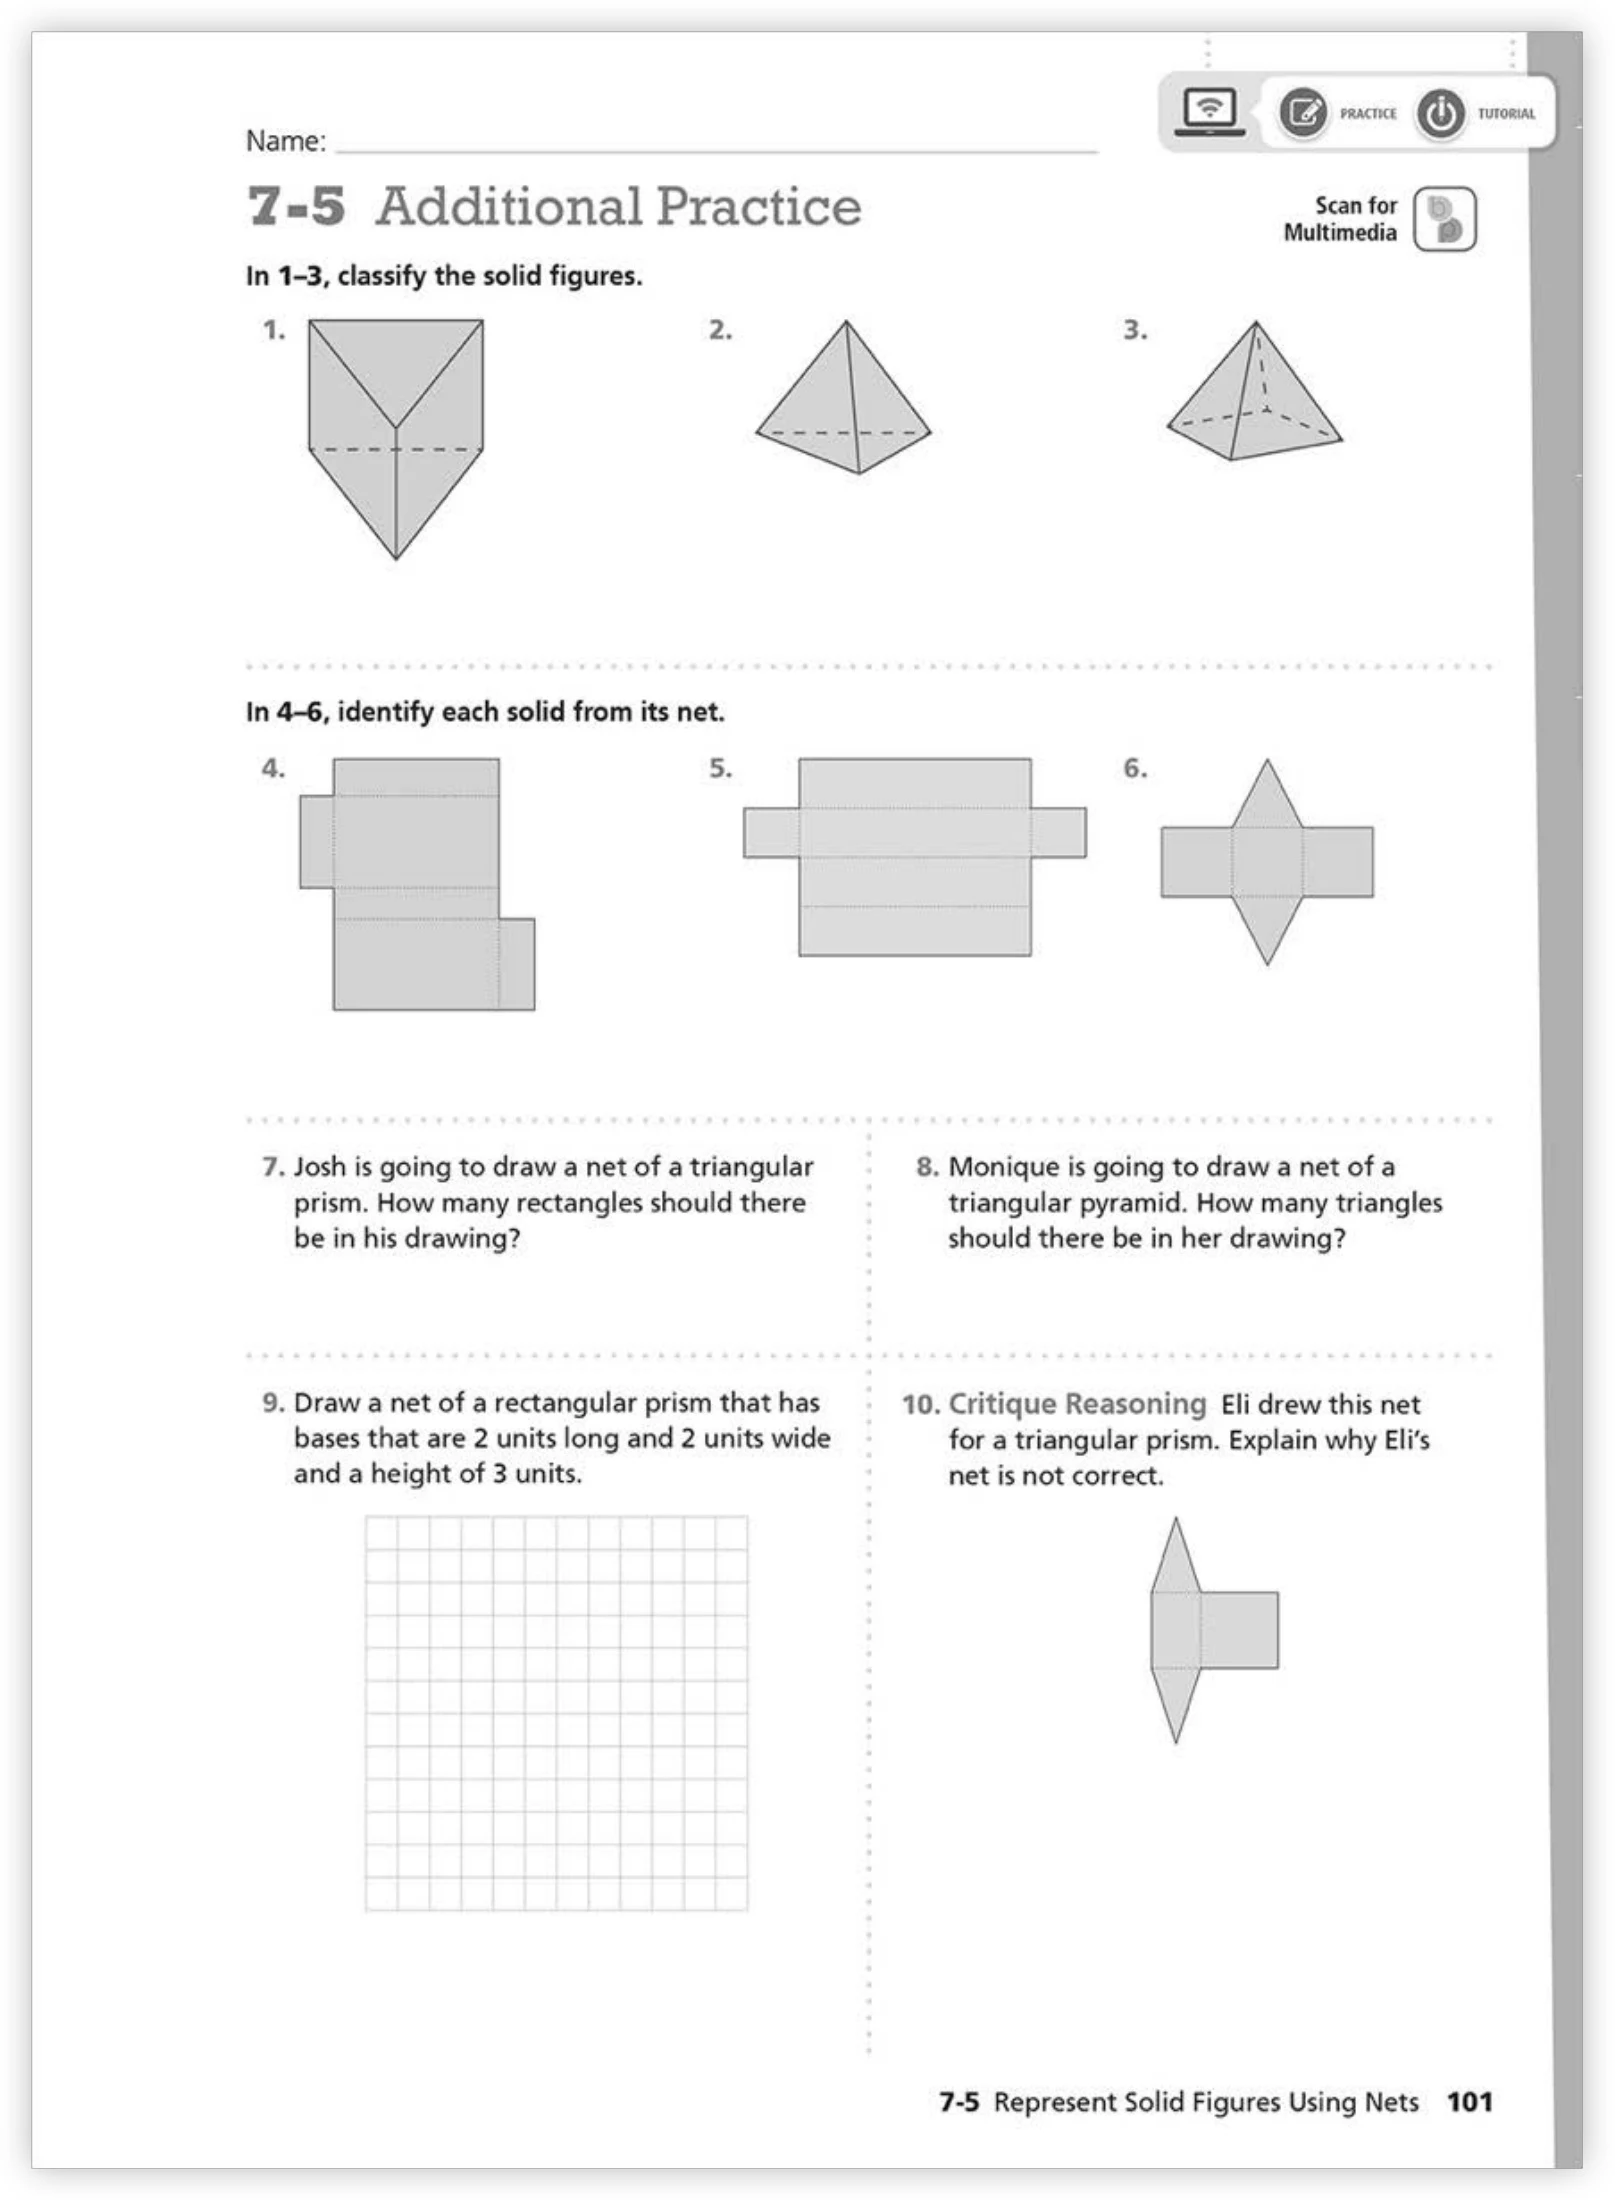 PRACTICE
TUTORIAL
Name:
7-5 Additional Practice
Scan for
Multimedia
In 1–3, classify the solid figures.
1.
2.
3.
In 4–6, identify each solid from its net.
4.
5.
6.
7. Josh is going to draw a net of a triangular
prism. How many rectangles should there
be in his drawing?
8. Monique is going to draw a net of a
triangular pyramid. How many triangles
should there be in her drawing?
9. Draw a net of a rectangular prism that has
bases that are 2 units long and 2 units wide
and a height of 3 units.
10. Critique Reasoning Eli drew this net
for a triangular prism. Explain why Eli’s
net is not correct.
7-5 Represent Solid Figures Using Nets 101